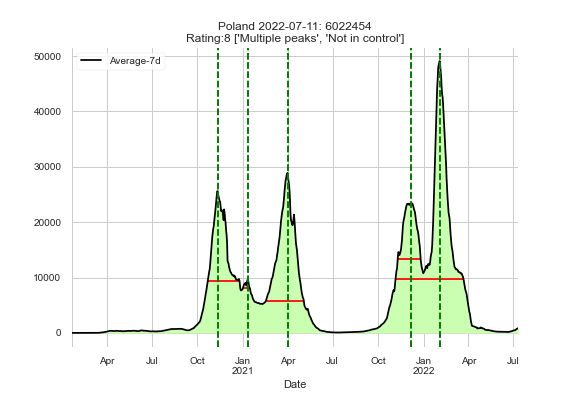 Poland 2022-07-11: 6022454
Rating:8 ['Multiple peaks', 'Not in control']
Average-7d
50000
40000
30000
20000
10000
0
Apr Jul Oct Jan Apr Jul Oct Jan Apr Jul
2021 2022
Date